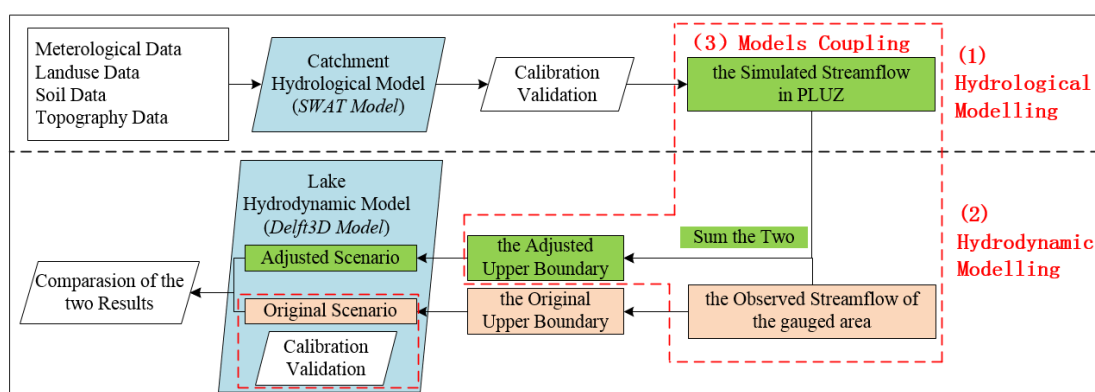 Meterological Data
Landuse Data
Soil Data
Topography Data
Catchment
Hydrological Model
(SWAT Model)
Calibration
Validation
(3) Models Coupling
the Simulated Streamflow
in PLUZ
(1)
Hydrological
Modelling
Lake
Hydrodynamic Model
(Delft3D Model)
Adjusted Scenario
the Adjusted
Upper Boundary
Sum the Two
(2)
Hydrodynamic
Modelling
Comparasion of the
two Results
Original Scenario
the Original
Upper Boundary
the Observed Streamflow of
the gauged area
Calibration
Validation